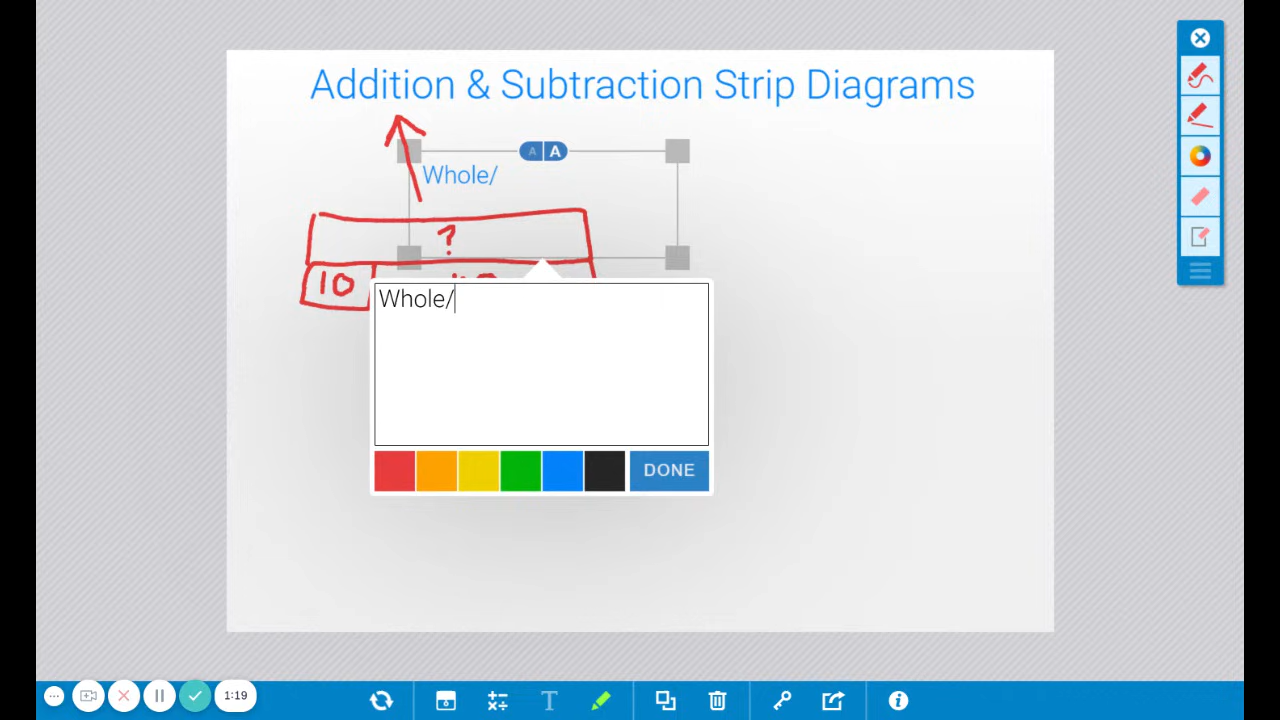 Addition & Subtraction Strip Diagrams
A A
Whole/
?
10
Whole/
DONE
1:19
T